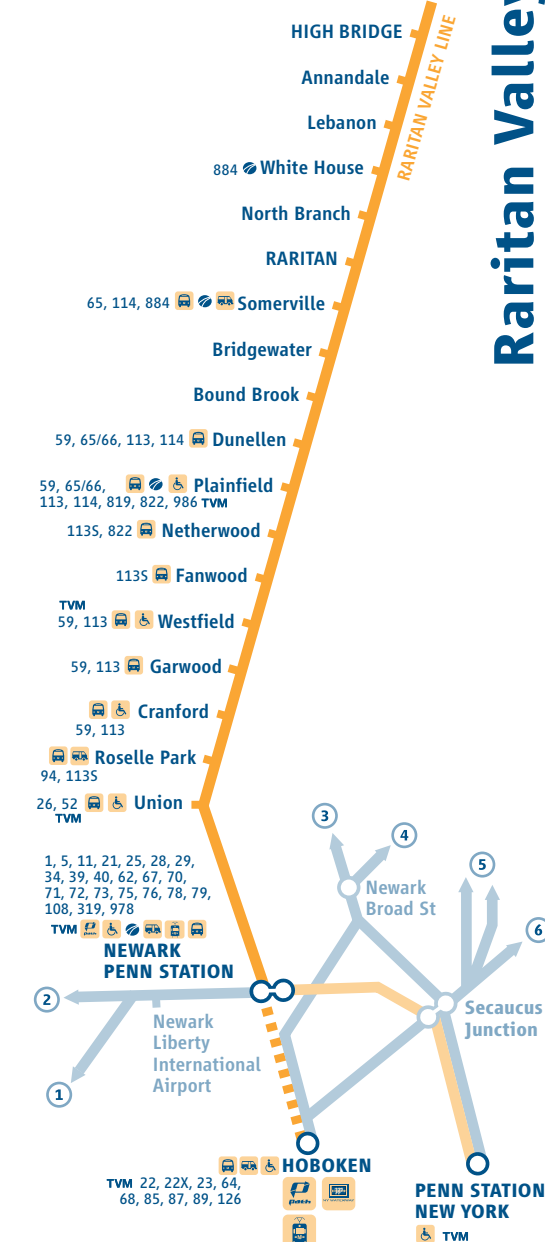 Raritan Valley
HIGH BRIDGE
RARITAN VALLEY LINE
Annandale
Lebanon
884 White House
North Branch
RARITAN
65, 114, 884 Somerville
Bridgewater
Bound Brook
59, 65/66, 113, 114 Dunellen
59, 65/66, Plainfield
113, 114, 819, 822, 986 TVM
113S, 822 Netherwood
113S Fanwood
TVM
59, 113 Westfield
59, 113 Garwood
Cranford
59, 113
Roselle Park
94, 113S
26, 52 Union
TVM
3
4
5
6
1, 5, 11, 21, 25, 28, 29,
34, 39, 40, 62, 67, 70,
71, 72, 73, 75, 76, 78, 79,
108, 319, 978
TVM path
NEWARK
PENN STATION
Newark
Broad St
2
1
Newark
Liberty
International
Airport
Secaucus
Junction
HOBOKEN
TVM 22, 22X, 23, 64,
68, 85, 87, 89, 126
path
PENN STATION
NEW YORK
TVM